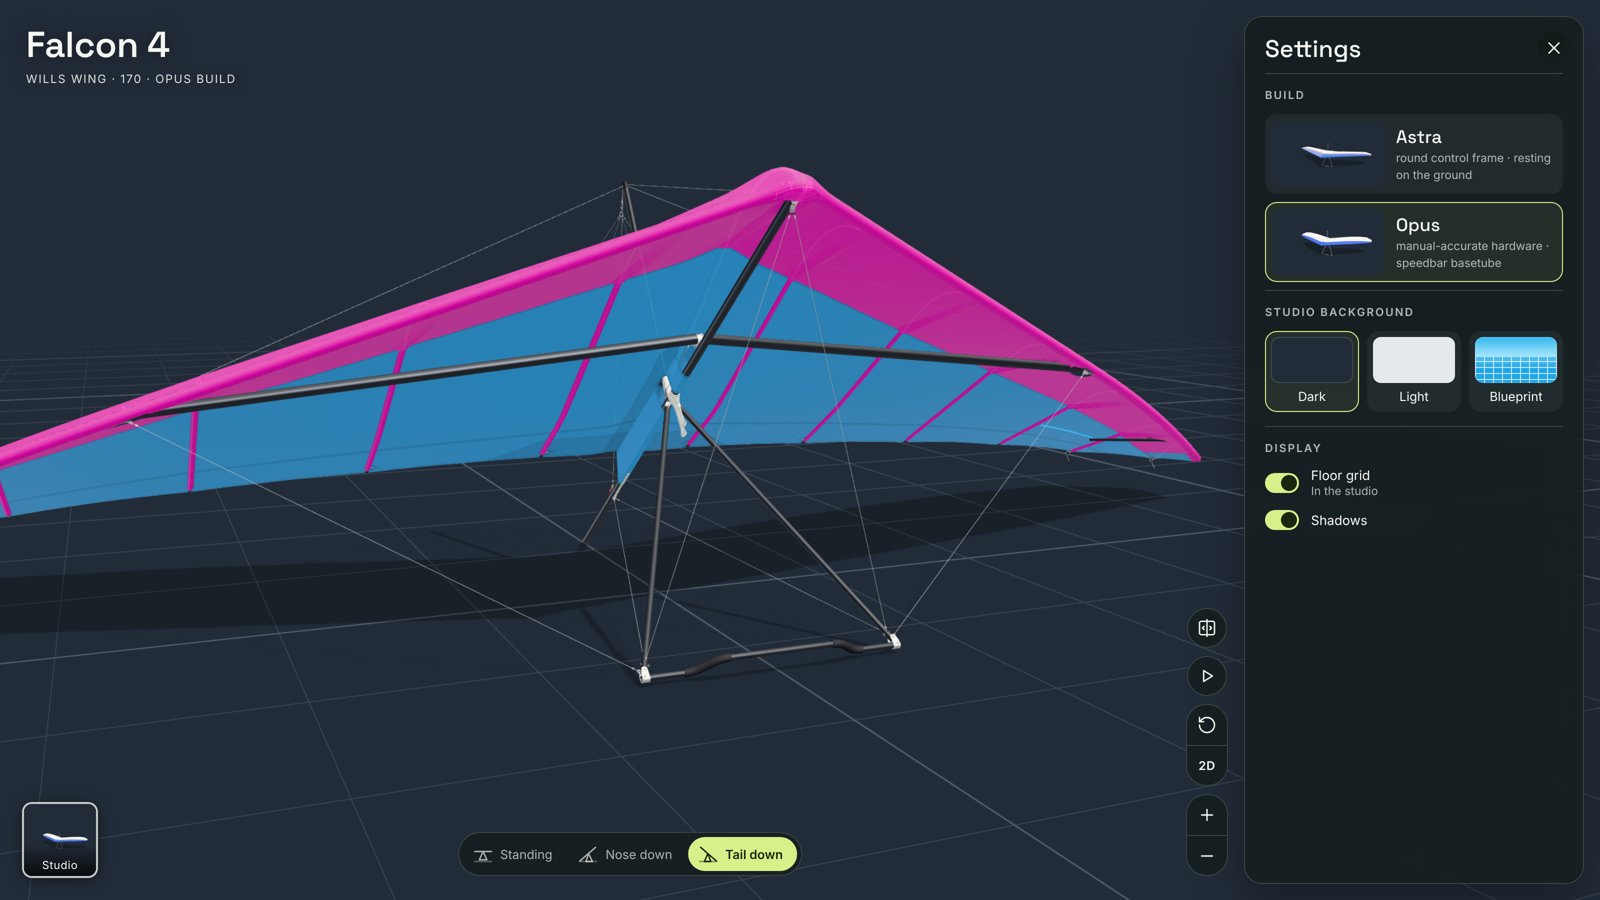 Falcon 4
WILLS WING · 170 · OPUS BUILD
Settings
BUILD
Astra
round control frame · resting
on the ground
Opus
manual-accurate hardware ·
speedbar basetube
STUDIO BACKGROUND
Dark
Light
Blueprint
DISPLAY
Floor grid
In the studio
Shadows
2D
Studio
Standing
Nose down
Tail down